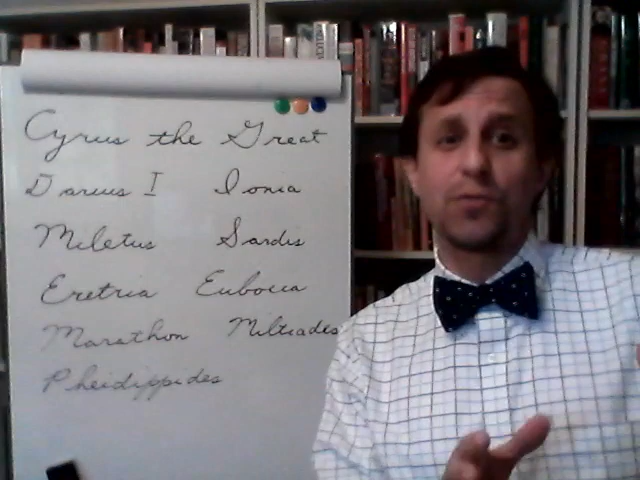 Cyrus the Great
Darius I Ionia
Miletus Sardis
Eretria Euboea
Marathon Miltiades
Pheidippides